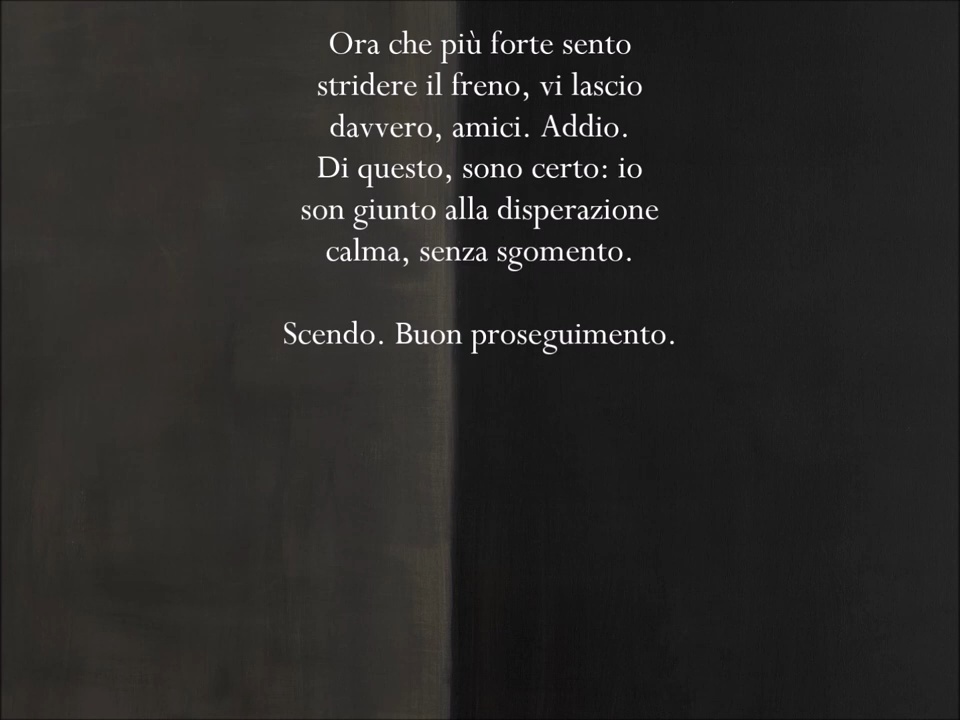 Ora che più forte sento
stridere il freno, vi lascio
davvero, amici. Addio.
Di questo, sono certo: io
son giunto alla disperazione
calma, senza sgomento.
Scendo. Buon proseguimento.